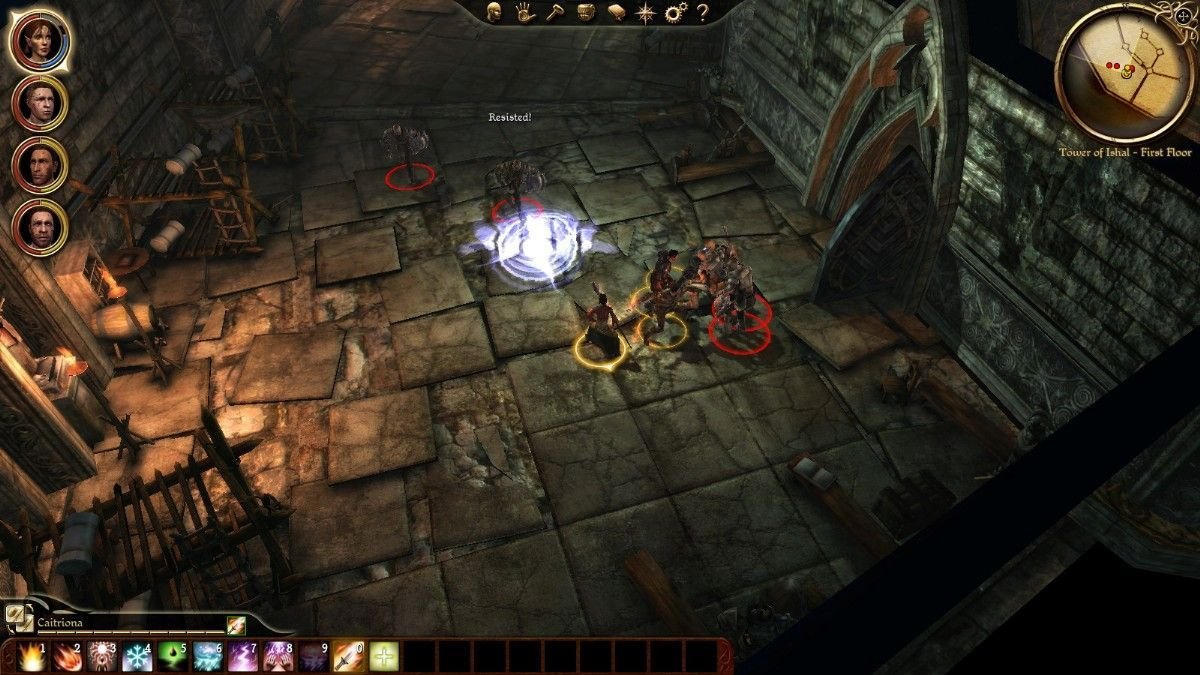 ?
Resisted!
Tower of Ishal - First Floor
Caitriona
1 2 3 4 5 6 7 8 9 0